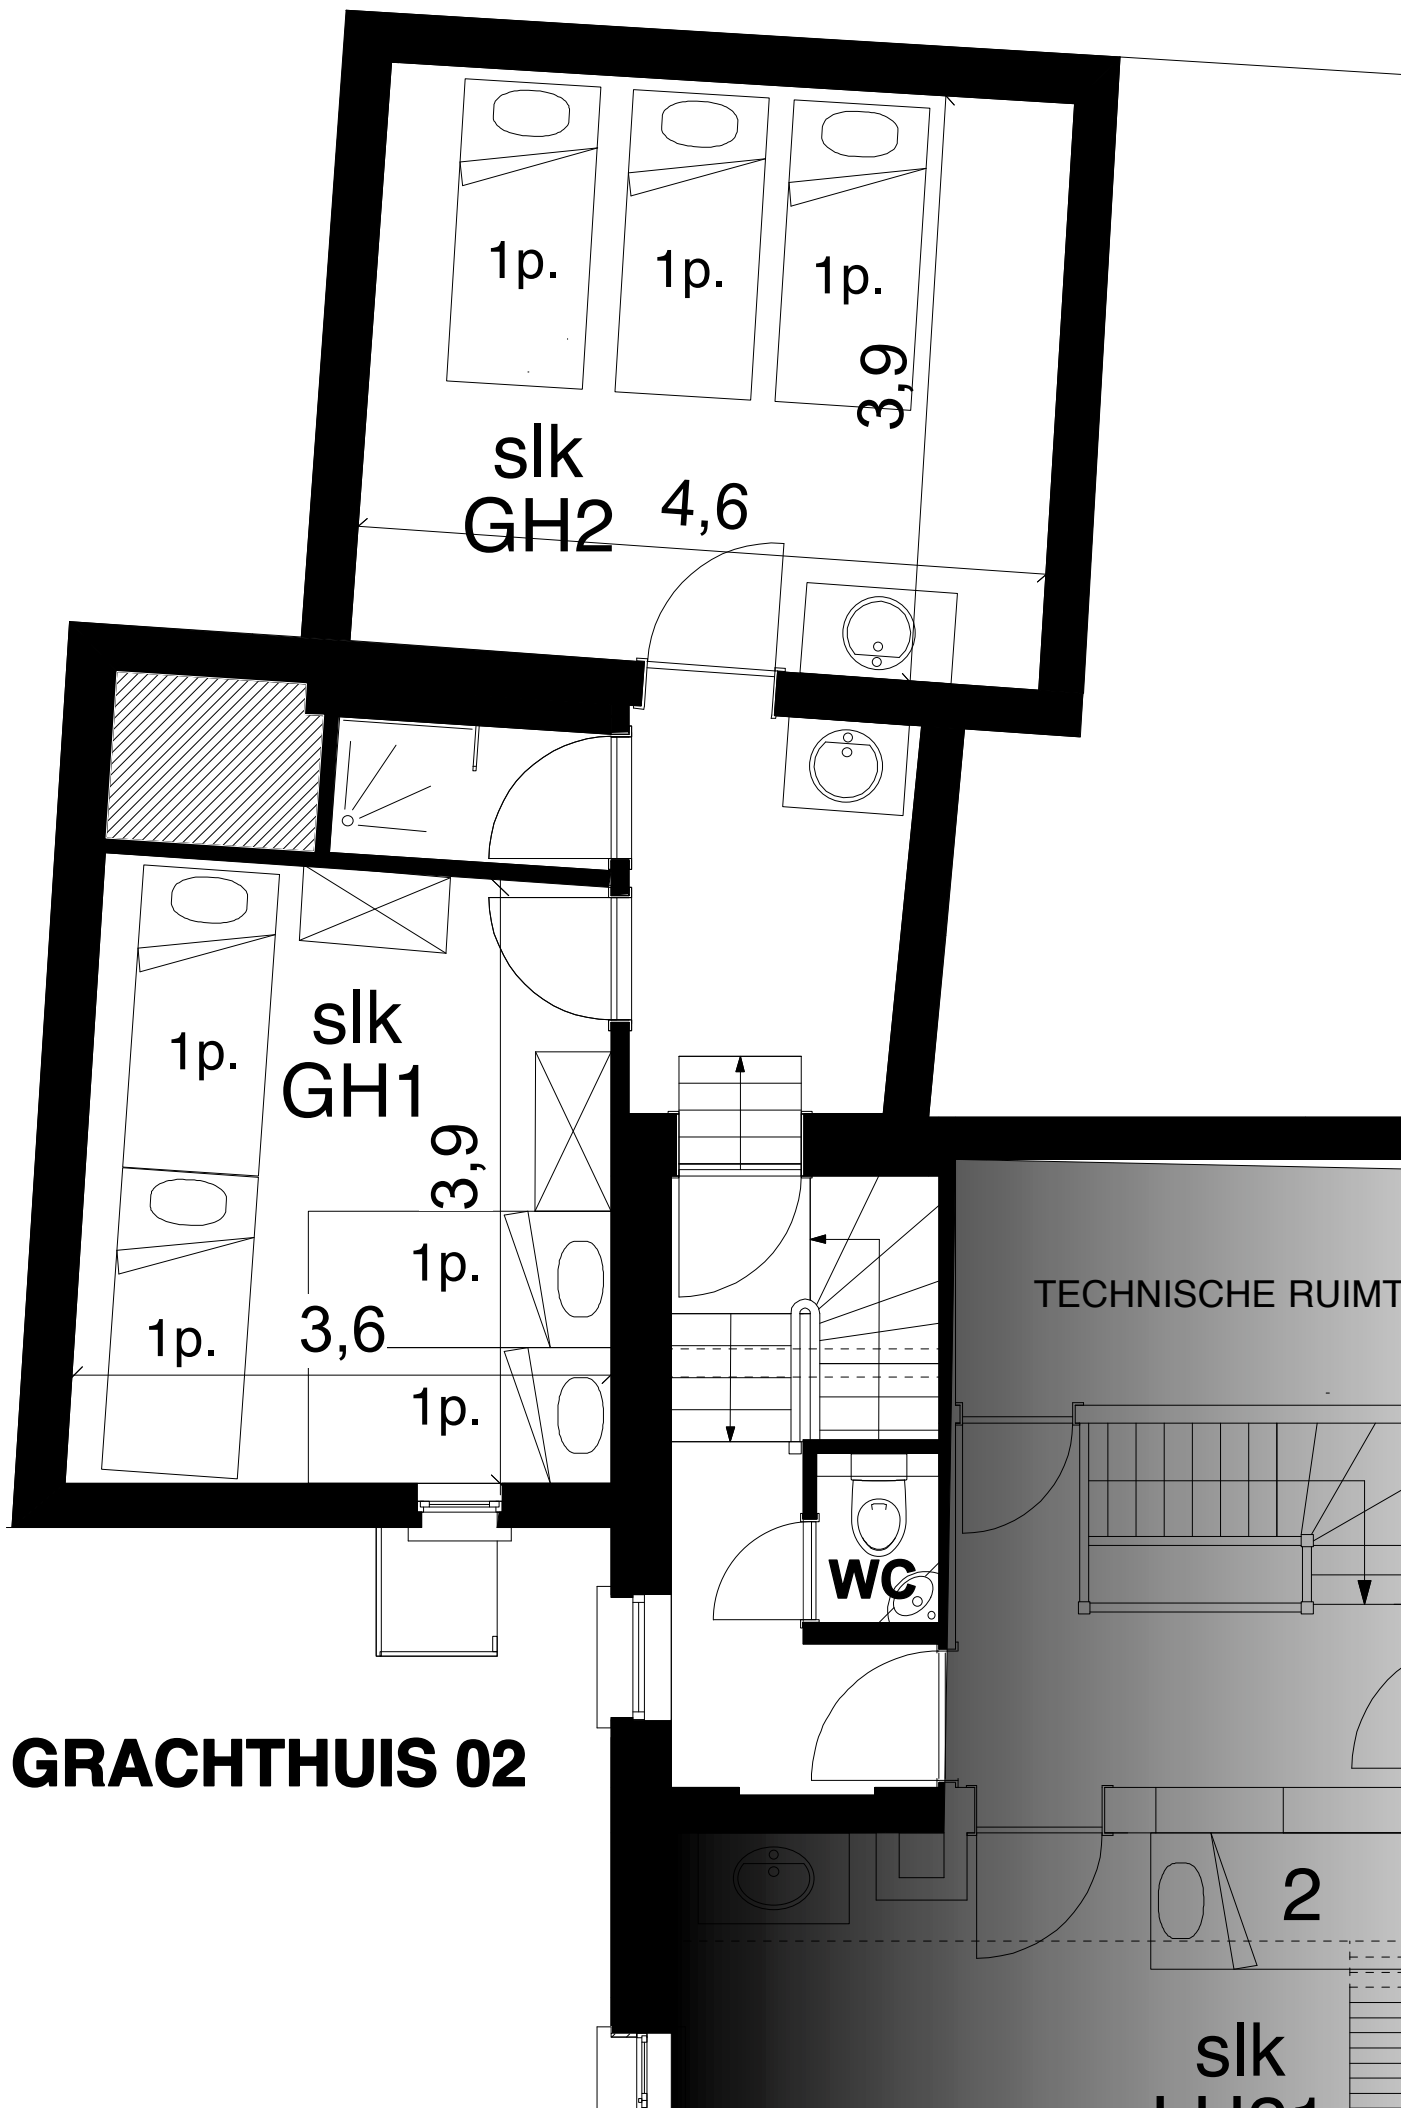 1p.
1p.
1p.
3,9
slk
GH2
4,6
slk
GH1
1p.
3,9
1p.
3,6
1p.
1p.
TECHNISCHE RUIMT
WC
GRACHTHUIS 02
2
slk